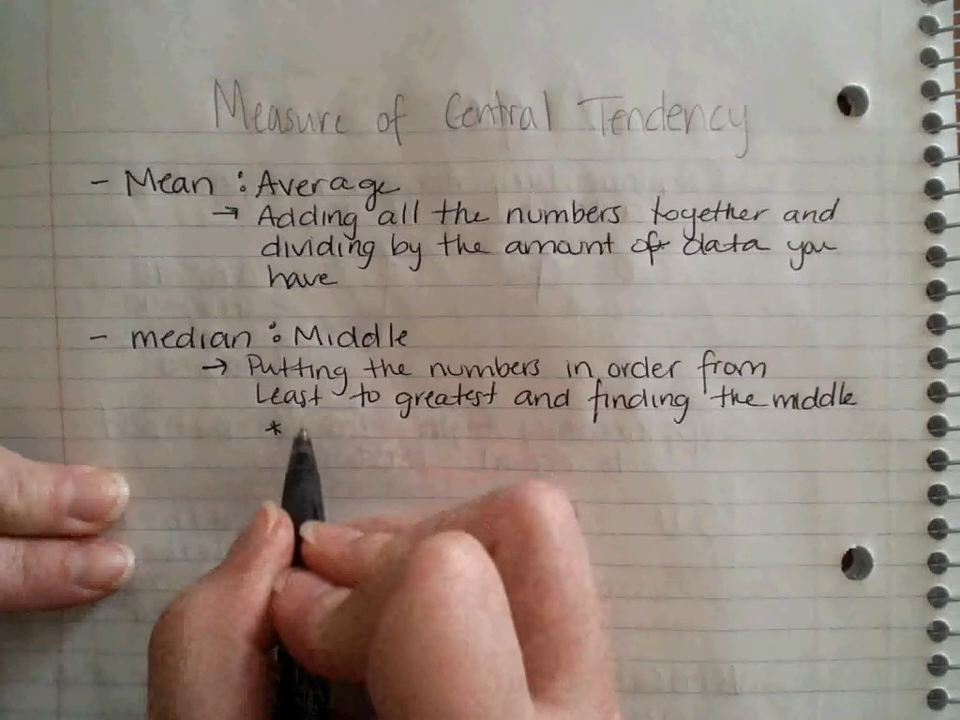 Measure of Central Tendency
- Mean : Average
→ Adding all the numbers together and
dividing by the amount of data you
have
- median : Middle
→ Putting the numbers in order from
Least to greatest and finding the middle
*